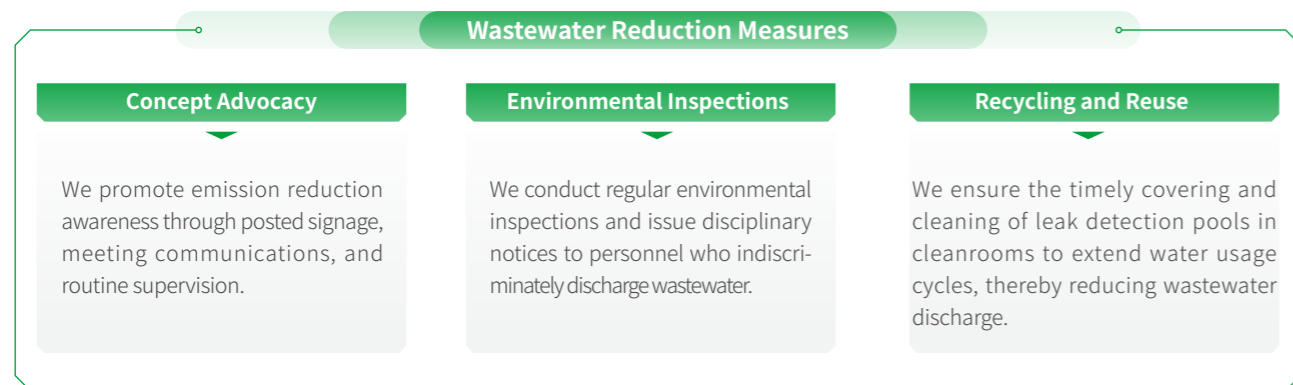 Wastewater Reduction Measures
Concept Advocacy
We promote emission reduction
awareness through posted signage,
meeting communications, and
routine supervision.
Environmental Inspections
We conduct regular environmental
inspections and issue disciplinary
notices to personnel who indiscri-
minately discharge wastewater.
Recycling and Reuse
We ensure the timely covering and
cleaning of leak detection pools in
cleanrooms to extend water usage
cycles, thereby reducing wastewater
discharge.